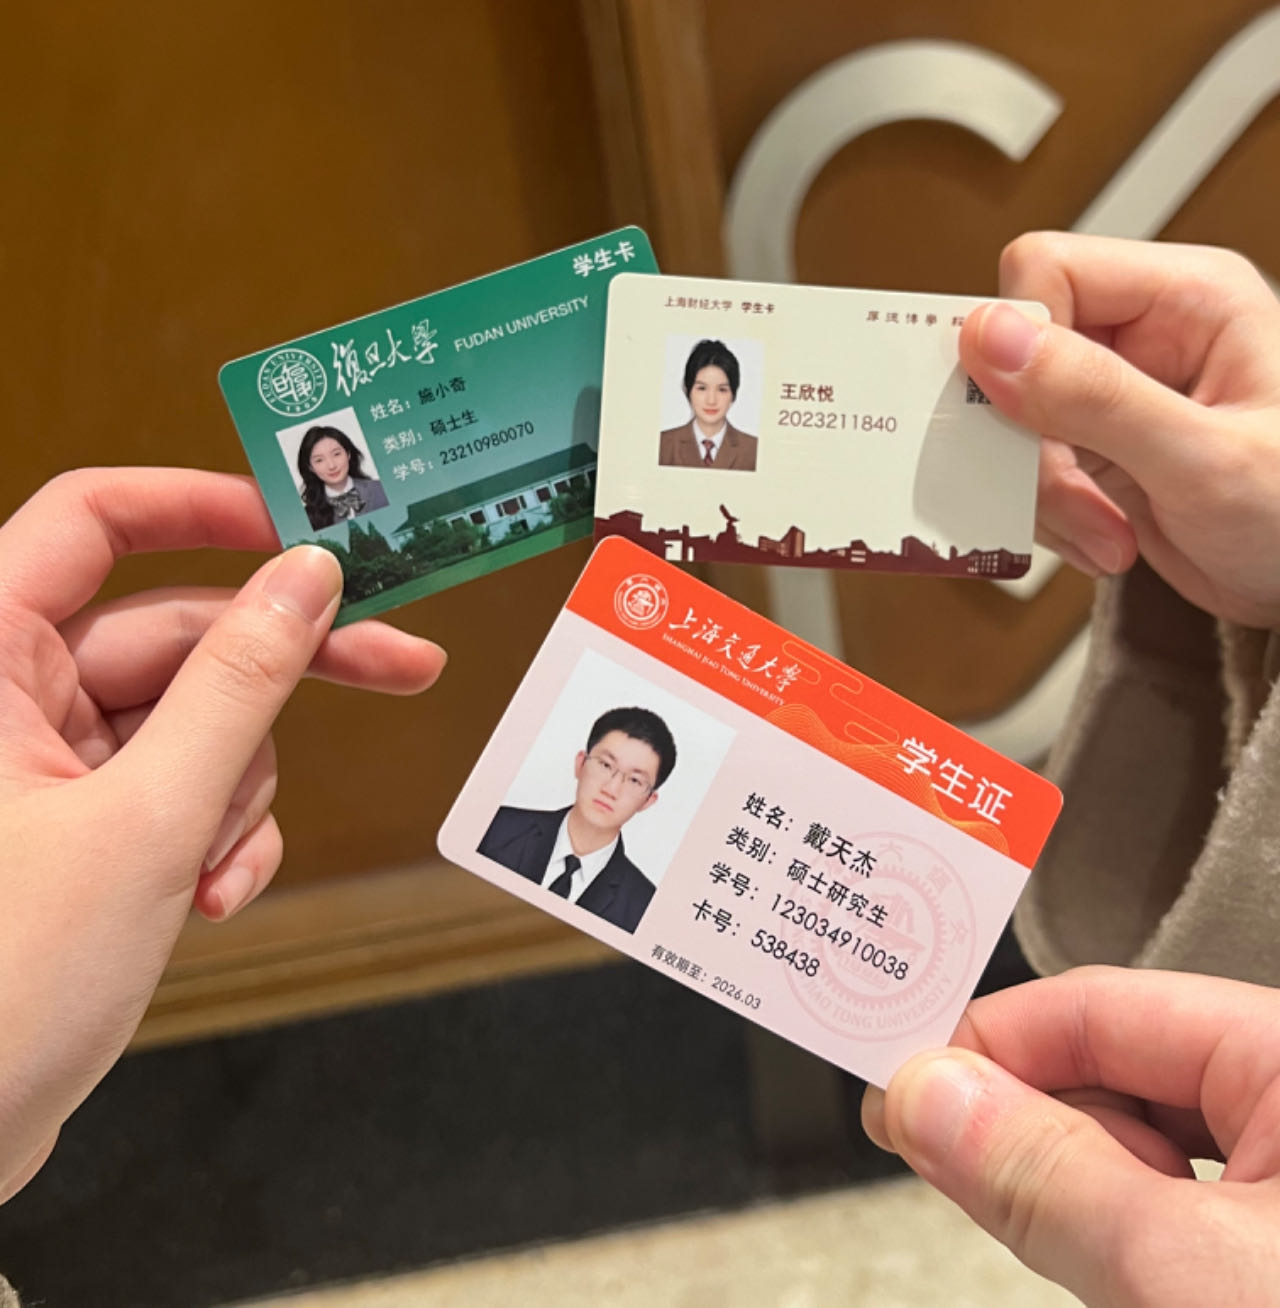 学生卡
復旦大學 FUDAN UNIVERSITY
姓名：施小奇
类别：硕士生
学号：23210980070
上海财经大学 学生卡
厚德博學
王欣悦
2023211840
上海交通大学
SHANGHAI JIAO TONG UNIVERSITY
学生证
姓名：戴天杰
类别：硕士研究生
学号：123034910038
卡号：538438
有效期至：2026.03
JIAO TONG UNIVERSITY